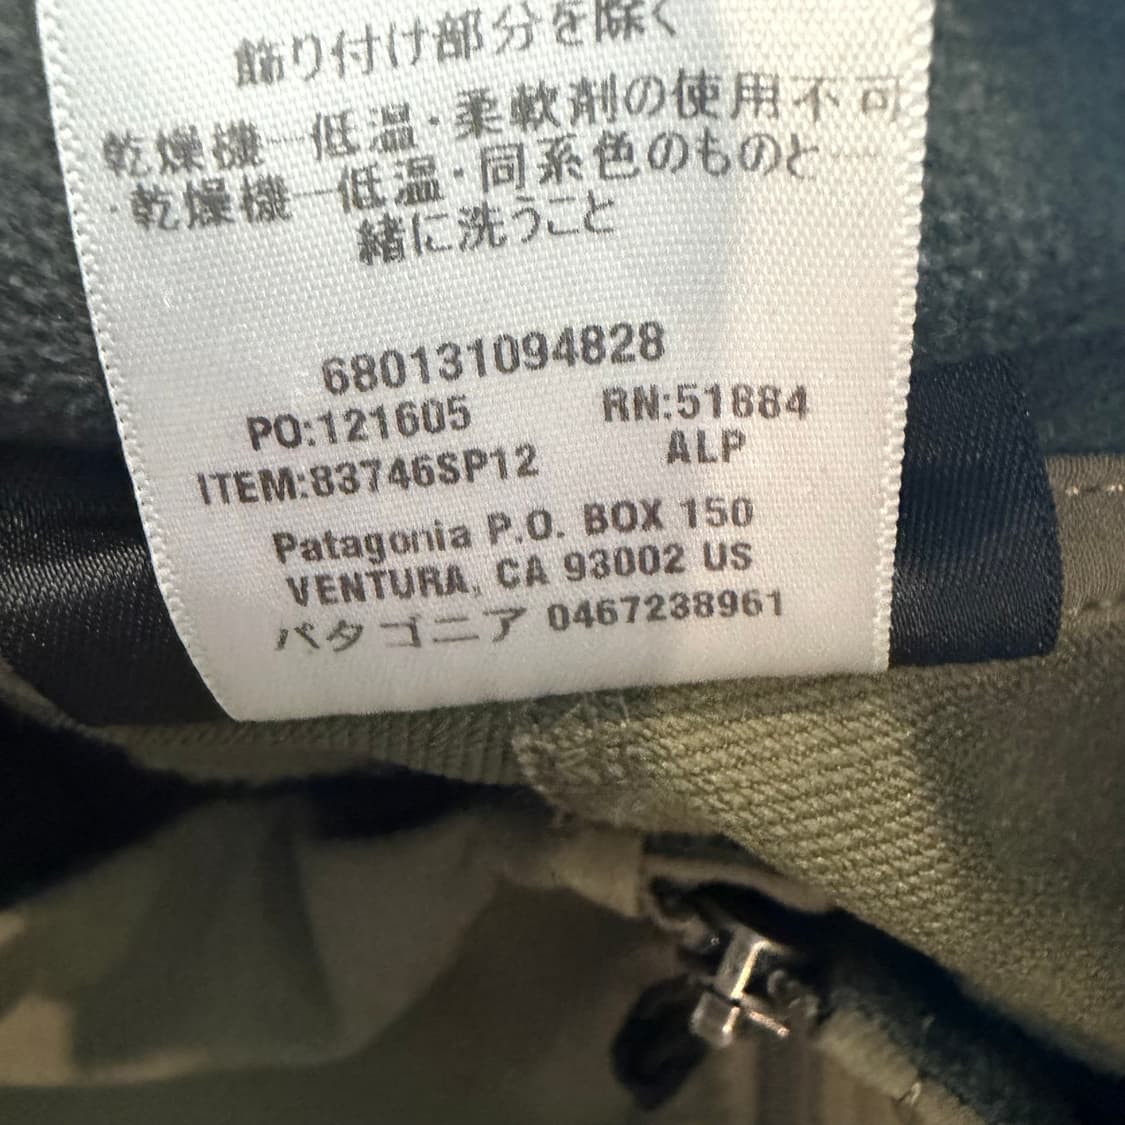 飾り付け部分を除く
乾燥機―低温・柔軟剤の使用不可
・乾燥機―低温・同系色のものと
緒に洗うこと
680131094828
PO:121605 RN:51884
ITEM:83746SP12 ALP
Patagonia P.O. BOX 150
VENTURA, CA 93002 US
パタゴニア 0467238961